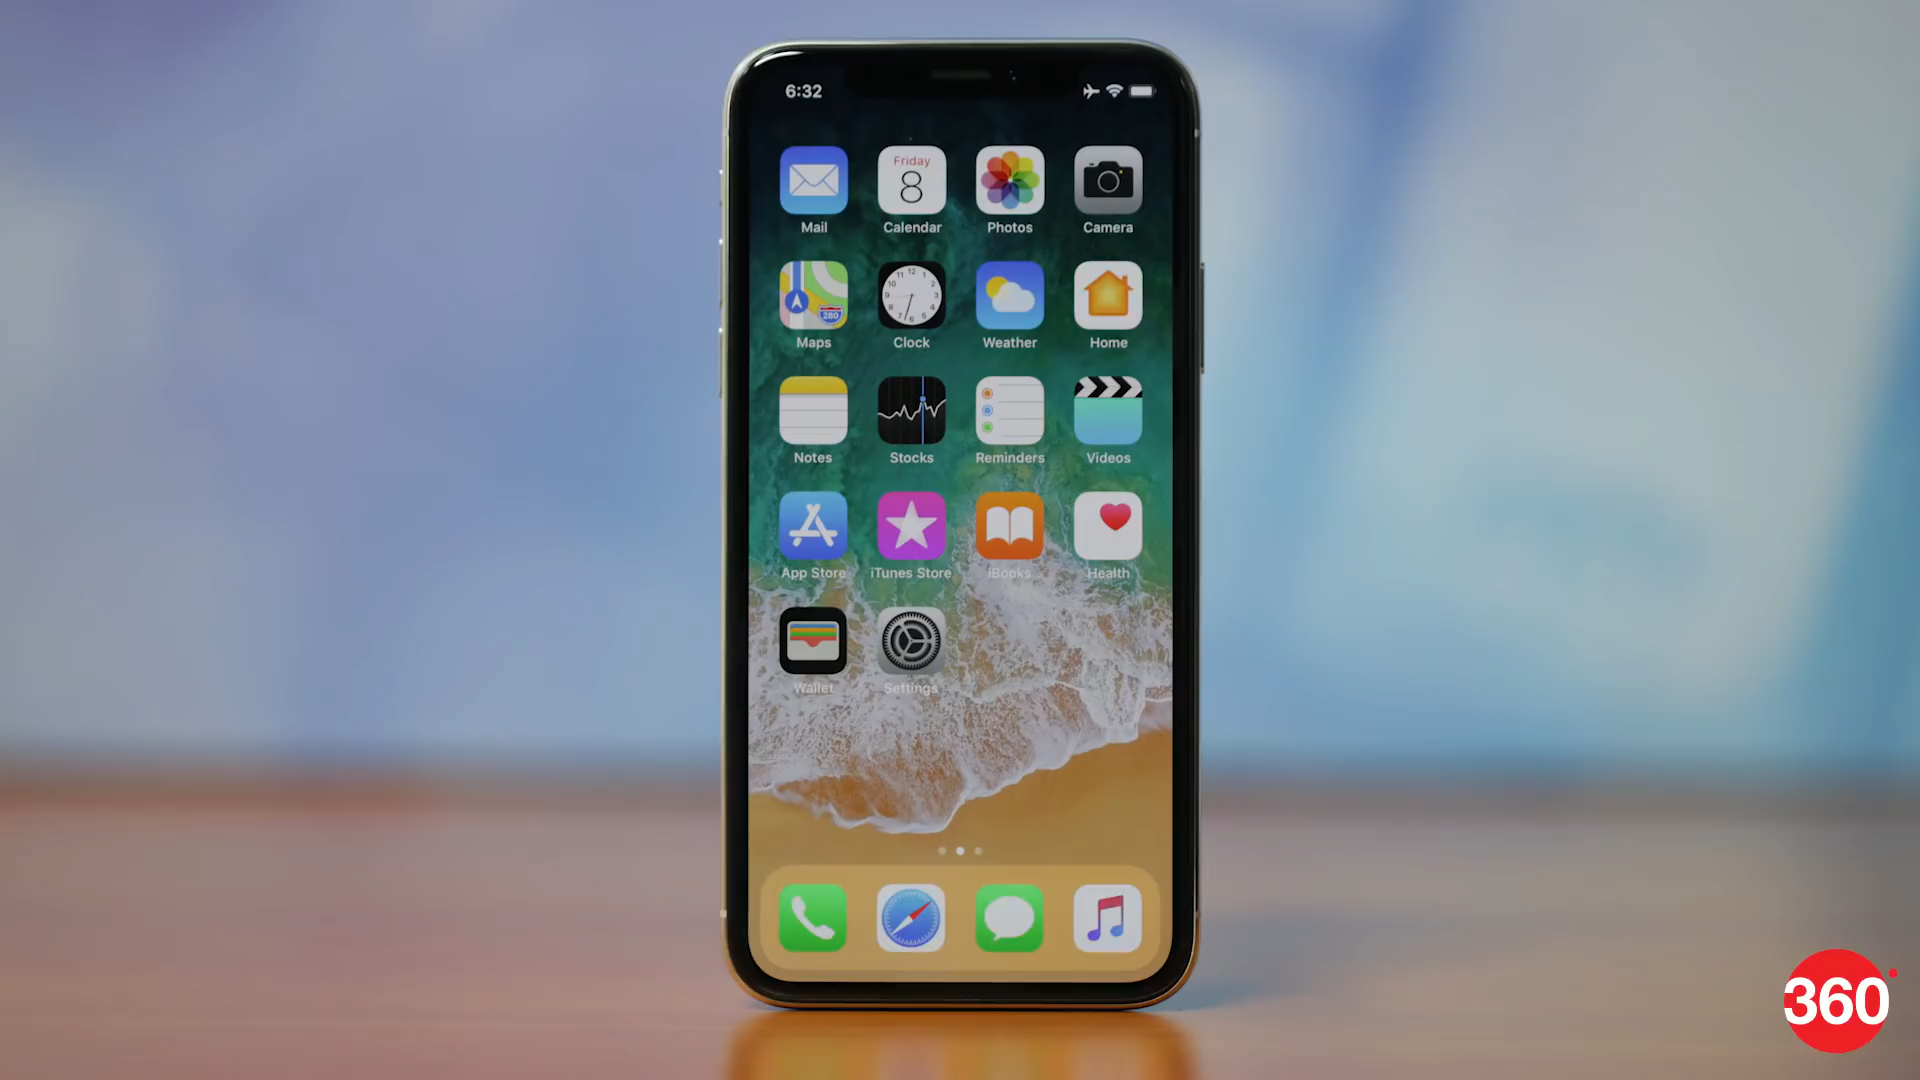 6:32
Friday
8
Mail Calendar Photos Camera
280
Maps Clock Weather Home
Notes Stocks Reminders Videos
App Store iTunes Store iBooks Health
Wallet Settings
360